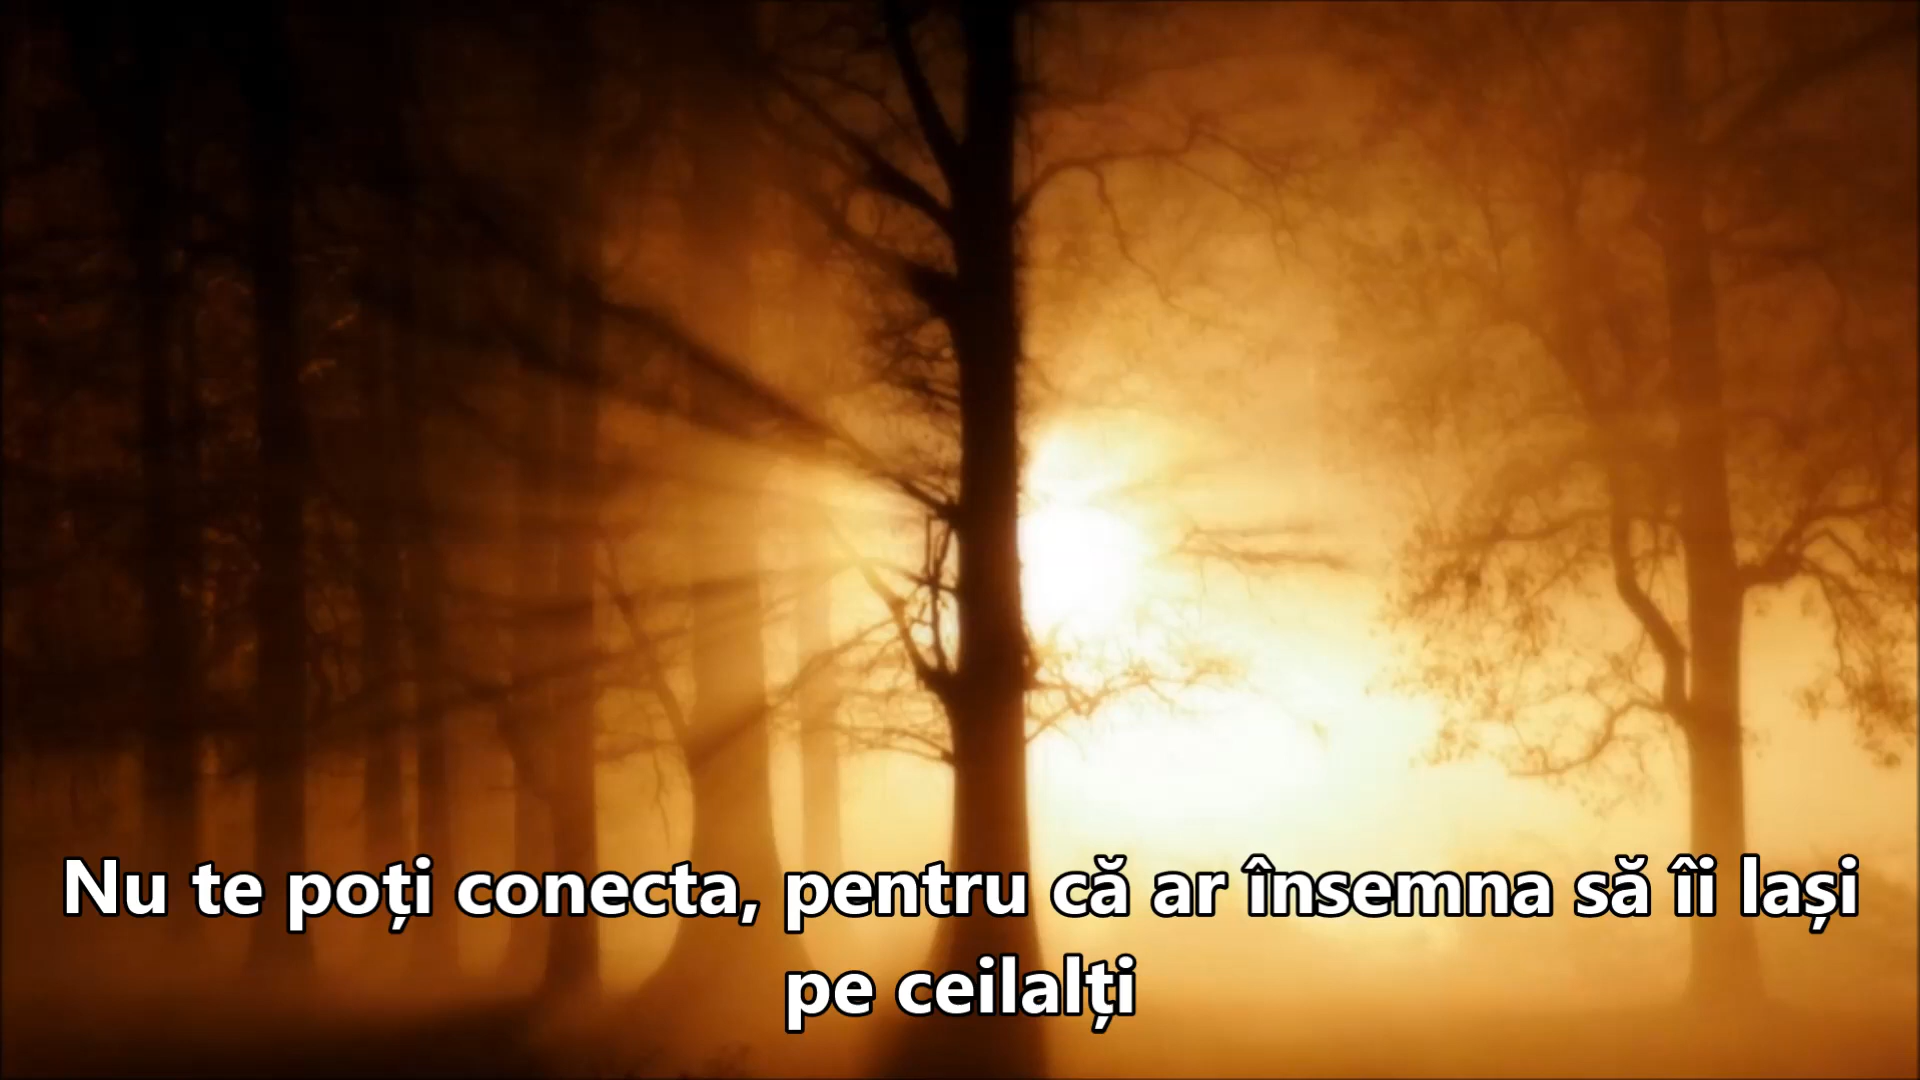 Nu te poți conecta, pentru că ar însemna să îi lași
pe ceilalți